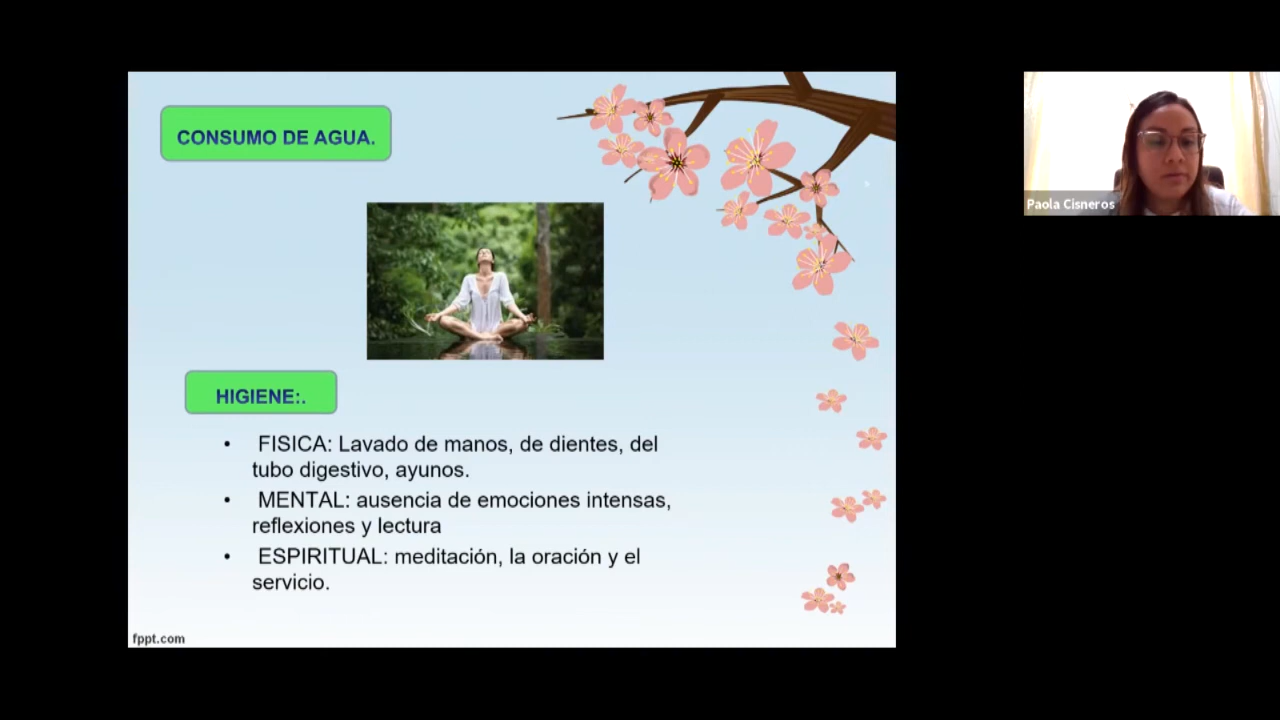 CONSUMO DE AGUA.
HIGIENE:.
• FISICA: Lavado de manos, de dientes, del
tubo digestivo, ayunos.
• MENTAL: ausencia de emociones intensas,
reflexiones y lectura
• ESPIRITUAL: meditación, la oración y el
servicio.
fppt.com
Paola Cisneros